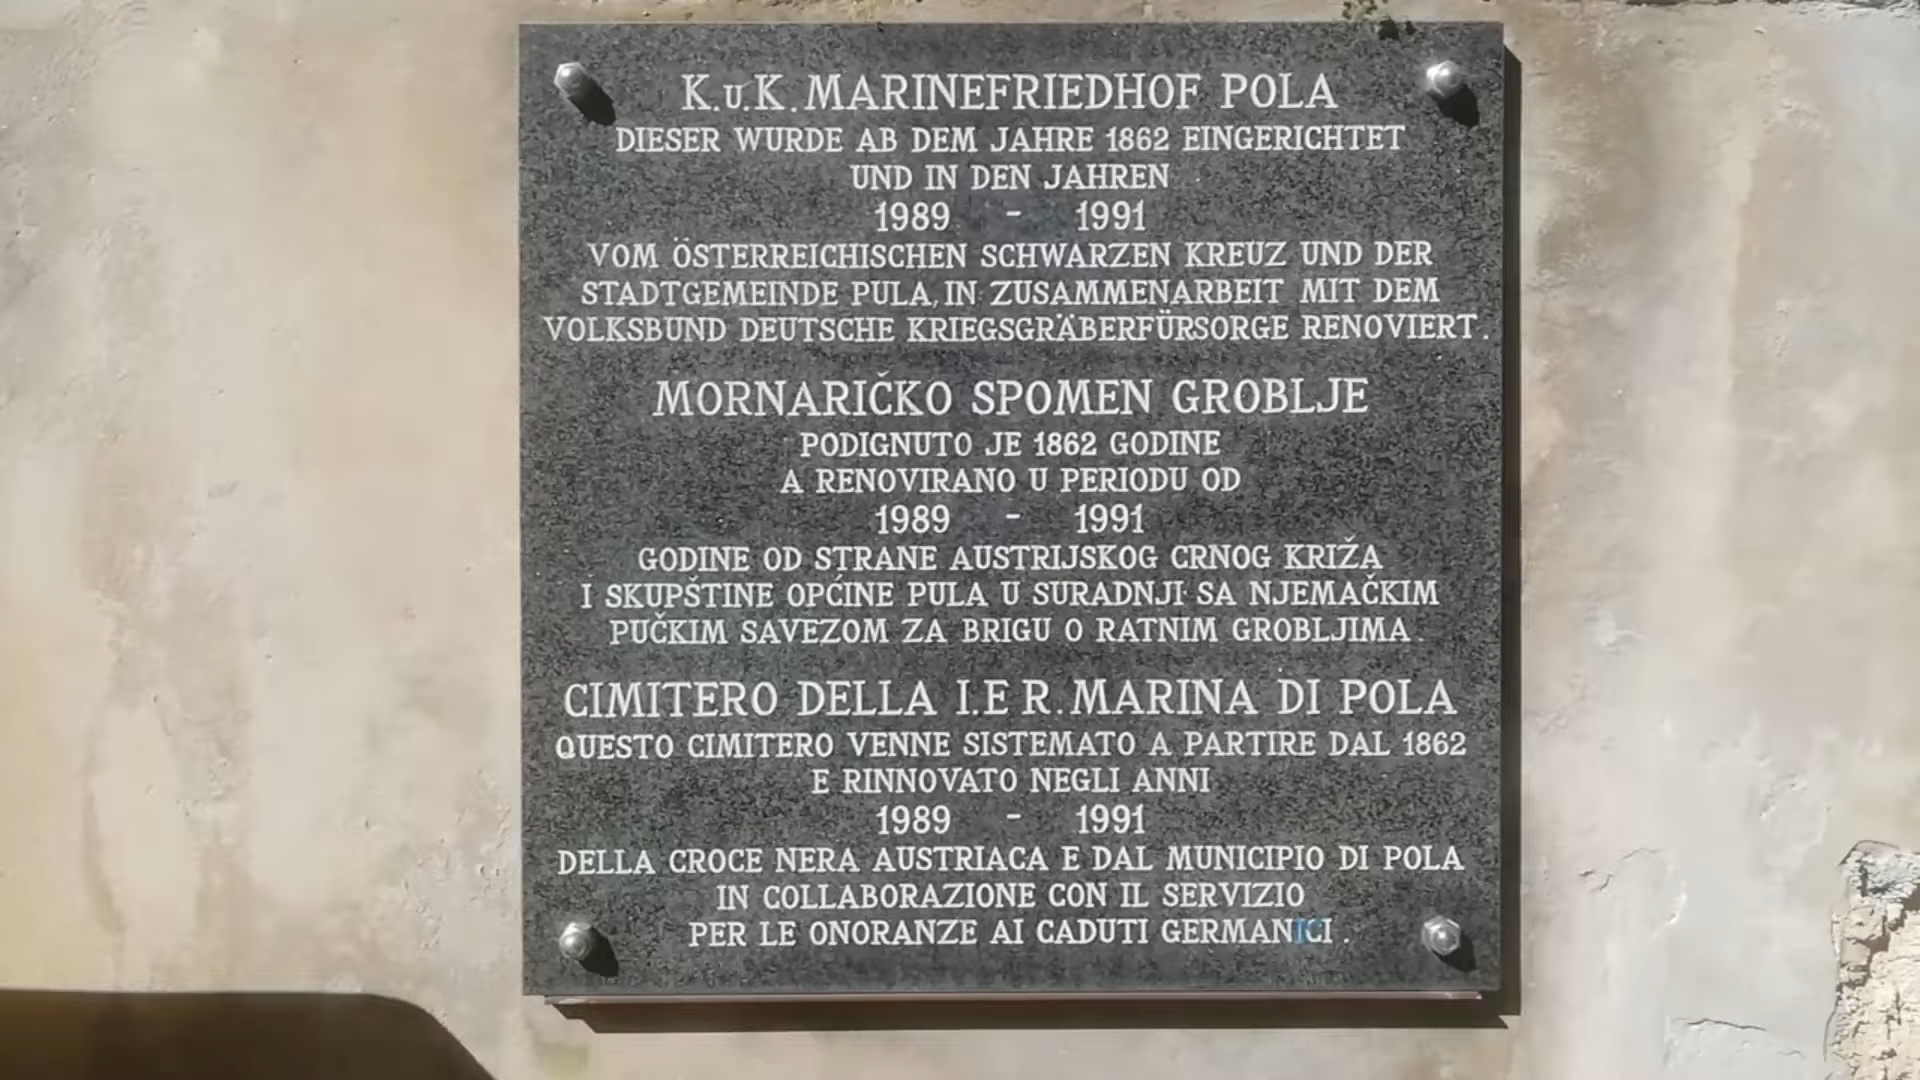 K.u.K. MARINEFRIEDHOF POLA
DIESER WURDE AB DEM JAHRE 1862 EINGERICHTET
UND IN DEN JAHREN
1989 - 1991
VOM ÖSTERREICHISCHEN SCHWARZEN KREUZ UND DER
STADTGEMEINDE PULA, IN ZUSAMMENARBEIT MIT DEM
VOLKSBUND DEUTSCHE KRIEGSGRÄBERFÜRSORGE RENOVIERT.
MORNARIČKO SPOMEN GROBLJE
PODIGNUTO JE 1862 GODINE
A RENOVIRANO U PERIODU OD
1989 - 1991
GODINE OD STRANE AUSTRIJSKOG CRNOG KRIŽA
I SKUPŠTINE OPĆINE PULA U SURADNJI SA NJEMAČKIM
PUČKIM SAVEZOM ZA BRIGU O RATNIM GROBLJIMA.
CIMITERO DELLA I.E R. MARINA DI POLA
QUESTO CIMITERO VENNE SISTEMATO A PARTIRE DAL 1862
E RINNOVATO NEGLI ANNI
1989 - 1991
DELLA CROCE NERA AUSTRIACA E DAL MUNICIPIO DI POLA
IN COLLABORAZIONE CON IL SERVIZIO
PER LE ONORANZE AI CADUTI GERMANICI.